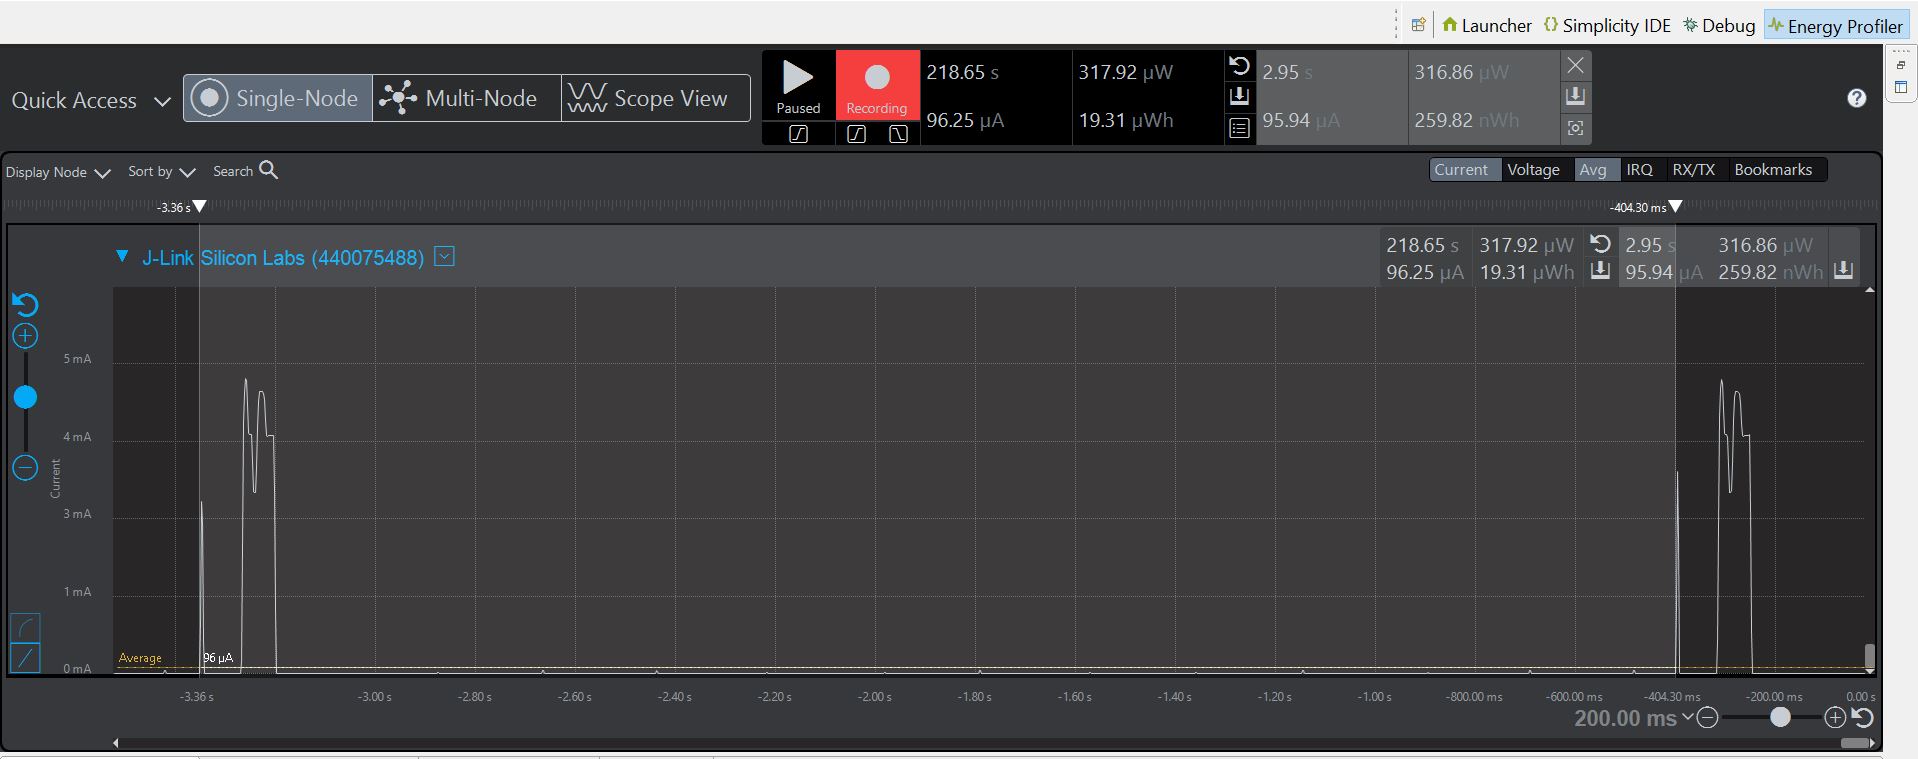 Launcher Simplicity IDE Debug Energy Profiler
Quick Access Single-Node Multi-Node Scope View
Paused Recording
218.65 s 317.92 µW 2.95 s 316.86 µW
96.25 µA 19.31 µWh 95.94 µA 259.82 nWh
Display Node Sort by Search Current Voltage Avg IRQ RX/TX Bookmarks
-3.36 s -404.30 ms
J-Link Silicon Labs (440075488)
218.65 s 317.92 µW 2.95 s 316.86 µW
96.25 µA 19.31 µWh 95.94 µA 259.82 nWh
5 mA
4 mA
Current
3 mA
1 mA
Average 96 µA
0 mA
-3.36 s -3.00 s -2.80 s -2.60 s -2.40 s -2.20 s -2.00 s -1.80 s -1.60 s -1.40 s -1.20 s -1.00 s -800.00 ms -600.00 ms -404.30 ms -200.00 ms 0.00 s
200.00 ms